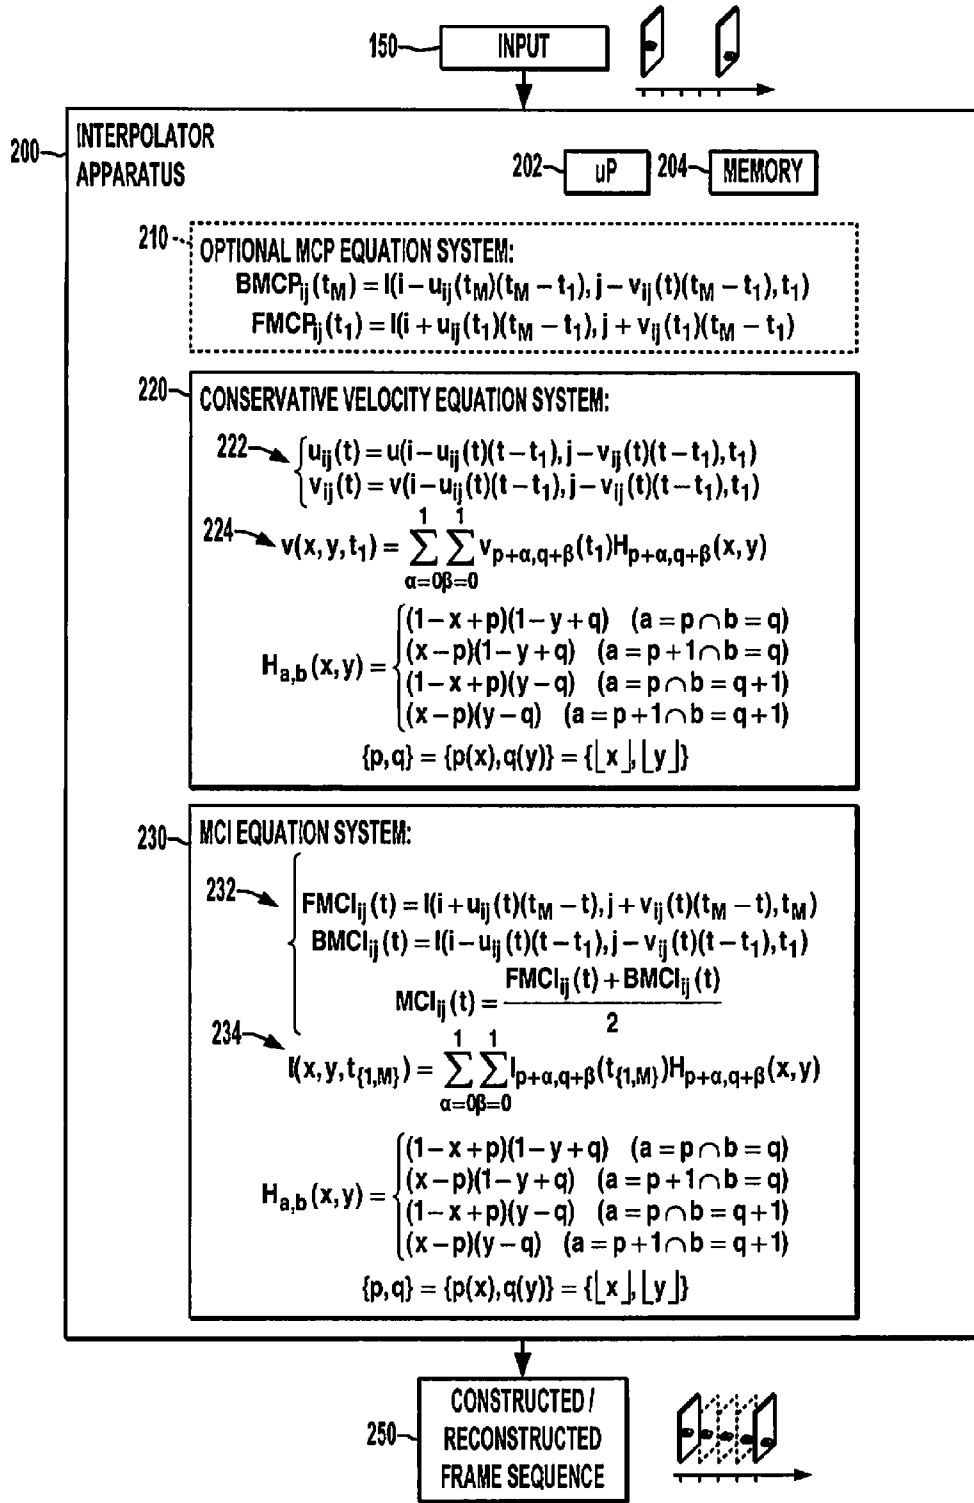 150
INPUT
200
INTERPOLATOR
APPARATUS
202
uP
204
MEMORY
210
OPTIONAL MCP EQUATION SYSTEM:
BMCP_ij(t_M) = I(i − u_ij(t_M)(t_M − t_1), j − v_ij(t)(t_M − t_1), t_1)
FMCP_ij(t_1) = I(i + u_ij(t_1)(t_M − t_1), j + v_ij(t_1)(t_M − t_1)
220
CONSERVATIVE VELOCITY EQUATION SYSTEM:
222
{ u_ij(t) = u(i − u_ij(t)(t − t_1), j − v_ij(t)(t − t_1), t_1)
v_ij(t) = v(i − u_ij(t)(t − t_1), j − v_ij(t)(t − t_1), t_1)
224
v(x,y,t_1) = ∑_{α=0}^{1} ∑_{β=0}^{1} v_{p+α,q+β}(t_1)H_{p+α,q+β}(x,y)
H_{a,b}(x,y) = { (1 − x + p)(1 − y + q) (a = p ∩ b = q)
(x − p)(1 − y + q) (a = p + 1 ∩ b = q)
(1 − x + p)(y − q) (a = p ∩ b = q + 1)
(x − p)(y − q) (a = p + 1 ∩ b = q + 1)
{p,q} = {p(x),q(y)} = {⌊x⌋,⌊y⌋}
230
MCI EQUATION SYSTEM:
232
{ FMCI_ij(t) = I(i + u_ij(t)(t_M − t), j + v_ij(t)(t_M − t), t_M)
BMCI_ij(t) = I(i − u_ij(t)(t − t_1), j − v_ij(t)(t − t_1), t_1)
MCI_ij(t) = (FMCI_ij(t) + BMCI_ij(t)) / 2
234
I(x,y,t_{1,M}) = ∑_{α=0}^{1} ∑_{β=0}^{1} I_{p+α,q+β}(t_{1,M})H_{p+α,q+β}(x,y)
H_{a,b}(x,y) = { (1 − x + p)(1 − y + q) (a = p ∩ b = q)
(x − p)(1 − y + q) (a = p + 1 ∩ b = q)
(1 − x + p)(y − q) (a = p ∩ b = q + 1)
(x − p)(y − q) (a = p + 1 ∩ b = q + 1)
{p,q} = {p(x),q(y)} = {⌊x⌋,⌊y⌋}
250
CONSTRUCTED /
RECONSTRUCTED
FRAME SEQUENCE